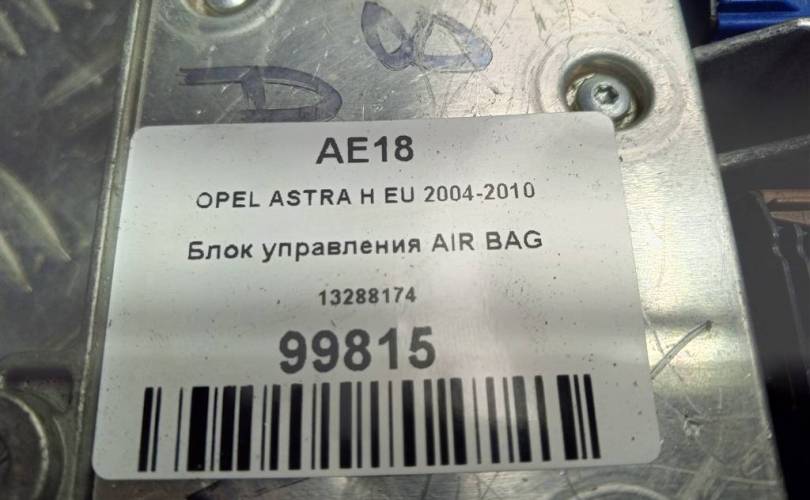 AE18
OPEL ASTRA H EU 2004-2010
Блок управления AIR BAG
13288174
99815